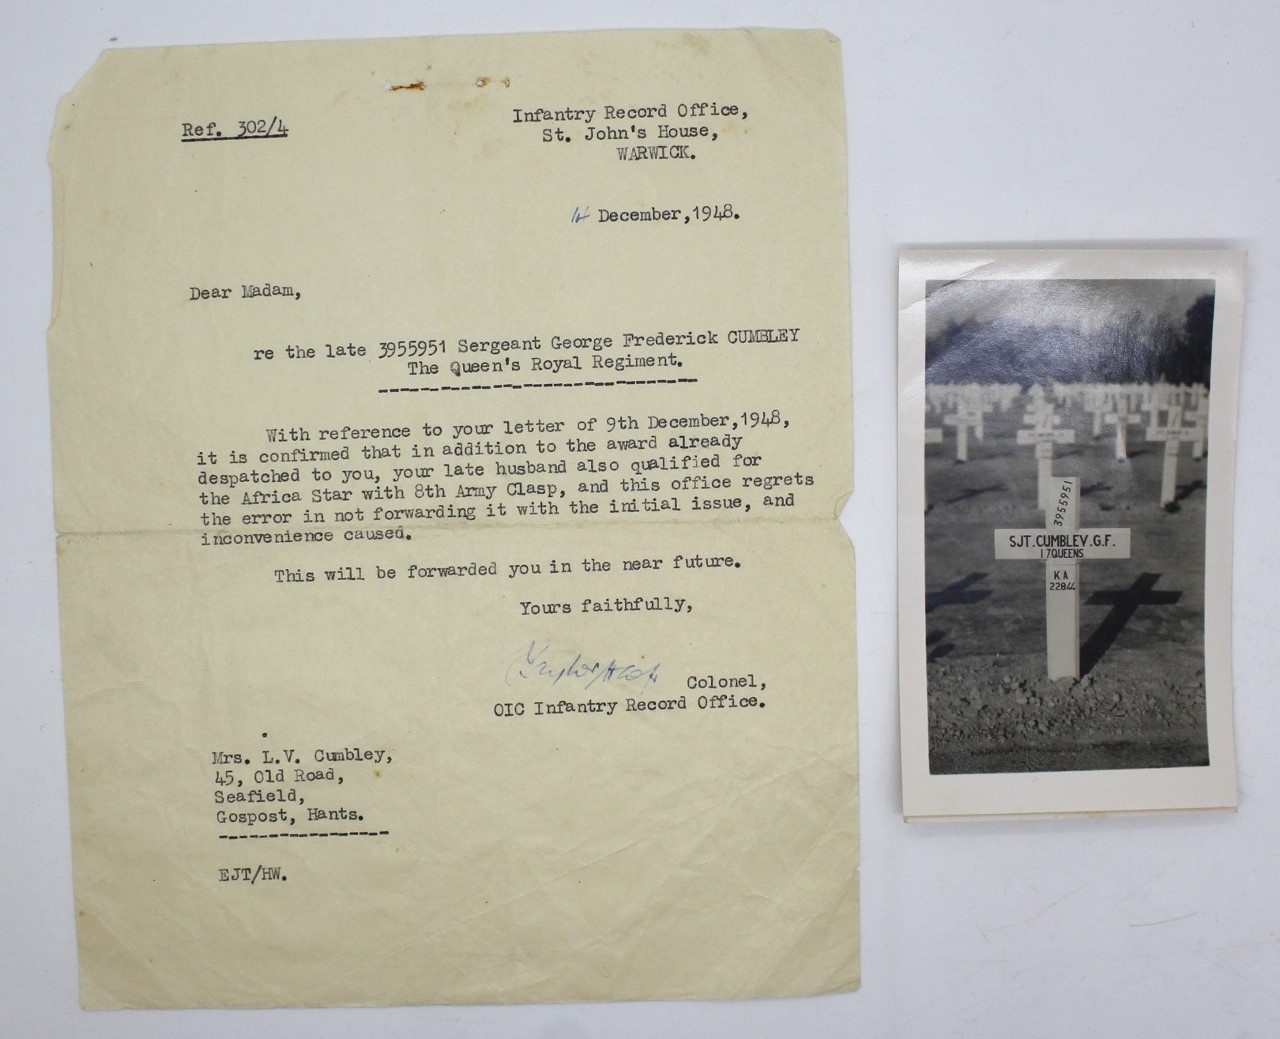 Ref. 302/4
Infantry Record Office,
St. John's House,
WARWICK.
14 December,1948.
Dear Madam,
re the late 3955951 Sergeant George Frederick CUMBLEY
The Queen's Royal Regiment.
With reference to your letter of 9th December,1948,
it is confirmed that in addition to the award already
despatched to you, your late husband also qualified for
the Africa Star with 8th Army Clasp, and this office regrets
the error in not forwarding it with the initial issue, and
inconvenience caused.
This will be forwarded you in the near future.
Yours faithfully,
Colonel,
OIC Infantry Record Office.
Mrs. L.V. Cumbley,
45, Old Road,
Seafield,
Gospost, Hants.
EJT/HW.
3955951
SJT.CUMBLEY.G.F.
17QUEENS
KA
22844